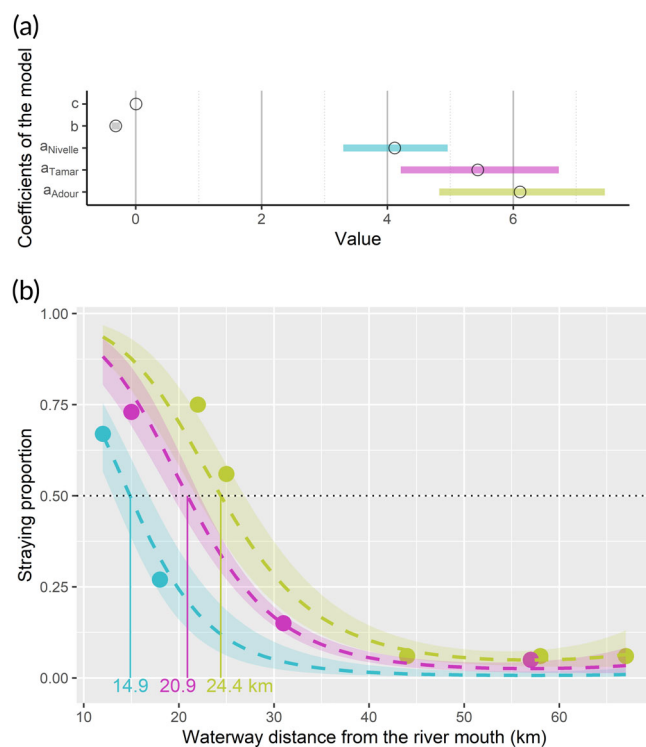 (a)
Coefficients of the model
c
b
aNivelle
aTamar
aAdour
0 2 4 6
Value
(b)
Straying proportion
1.00
0.75
0.50
0.25
0.00
14.9 20.9 24.4 km
10 20 30 40 50 60
Waterway distance from the river mouth (km)